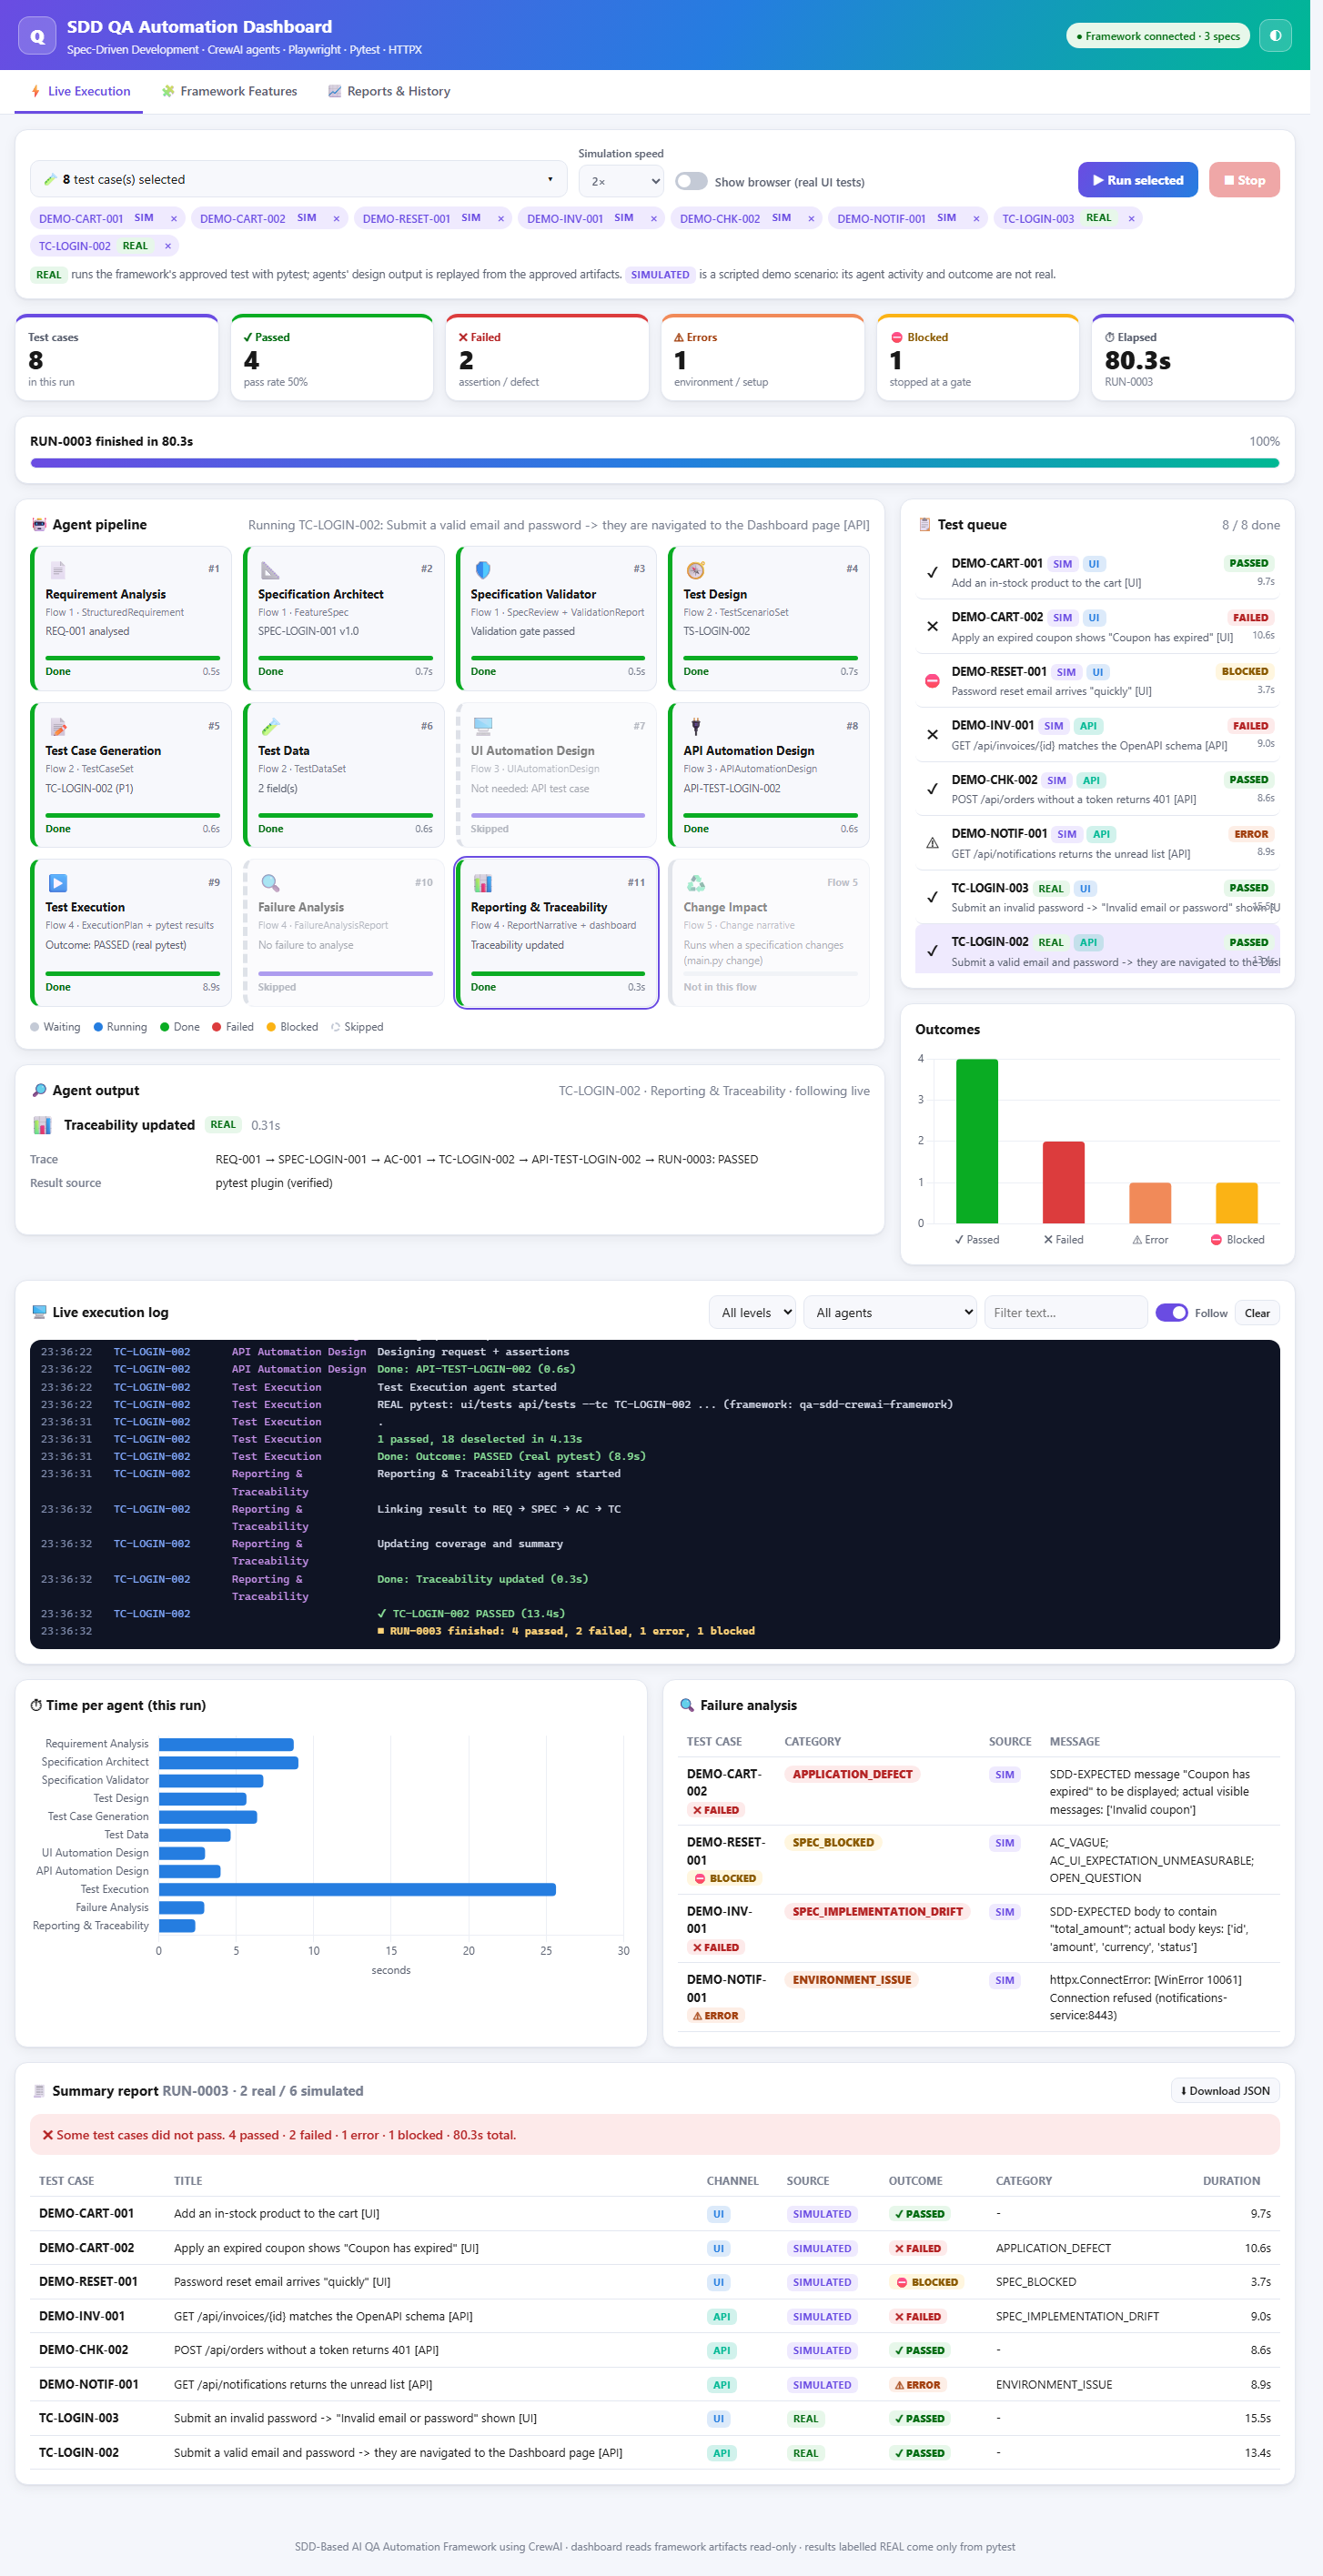 Q
SDD QA Automation Dashboard
Spec-Driven Development · CrewAI agents · Playwright · Pytest · HTTPX
● Framework connected · 3 specs
Live Execution
Framework Features
Reports & History
8 test case(s) selected
Simulation speed
2×
Show browser (real UI tests)
▶ Run selected
■ Stop
DEMO-CART-001 SIM ×
DEMO-CART-002 SIM ×
DEMO-RESET-001 SIM ×
DEMO-INV-001 SIM ×
DEMO-CHK-002 SIM ×
DEMO-NOTIF-001 SIM ×
TC-LOGIN-003 REAL ×
TC-LOGIN-002 REAL ×
REAL runs the framework's approved test with pytest; agents' design output is replayed from the approved artifacts. SIMULATED is a scripted demo scenario: its agent activity and outcome are not real.
Test cases
8
in this run
✓ Passed
4
pass rate 50%
✕ Failed
2
assertion / defect
⚠ Errors
1
environment / setup
⛔ Blocked
1
stopped at a gate
⏱ Elapsed
80.3s
RUN-0003
RUN-0003 finished in 80.3s
100%
Agent pipeline
Running TC-LOGIN-002: Submit a valid email and password -> they are navigated to the Dashboard page [API]
#1
Requirement Analysis
Flow 1 · StructuredRequirement
REQ-001 analysed
Done 0.5s
#2
Specification Architect
Flow 1 · FeatureSpec
SPEC-LOGIN-001 v1.0
Done 0.7s
#3
Specification Validator
Flow 1 · SpecReview + ValidationReport
Validation gate passed
Done 0.5s
#4
Test Design
Flow 2 · TestScenarioSet
TS-LOGIN-002
Done 0.7s
#5
Test Case Generation
Flow 2 · TestCaseSet
TC-LOGIN-002 (P1)
Done 0.6s
#6
Test Data
Flow 2 · TestDataSet
2 field(s)
Done 0.6s
#7
UI Automation Design
Flow 3 · UIAutomationDesign
Not needed: API test case
Skipped
#8
API Automation Design
Flow 3 · APIAutomationDesign
API-TEST-LOGIN-002
Done 0.6s
#9
Test Execution
Flow 4 · ExecutionPlan + pytest results
Outcome: PASSED (real pytest)
Done 8.9s
#10
Failure Analysis
Flow 4 · FailureAnalysisReport
No failure to analyse
Skipped
#11
Reporting & Traceability
Flow 4 · ReportNarrative + dashboard
Traceability updated
Done 0.3s
Flow 5
Change Impact
Flow 5 · Change narrative
Runs when a specification changes
(main.py change)
Not in this flow
Waiting Running Done Failed Blocked Skipped
Test queue
8 / 8 done
DEMO-CART-001 SIM UI PASSED
Add an in-stock product to the cart [UI] 9.7s
DEMO-CART-002 SIM UI FAILED
Apply an expired coupon shows "Coupon has expired" [UI] 10.6s
DEMO-RESET-001 SIM UI BLOCKED
Password reset email arrives "quickly" [UI] 3.7s
DEMO-INV-001 SIM API FAILED
GET /api/invoices/{id} matches the OpenAPI schema [API] 9.0s
DEMO-CHK-002 SIM API PASSED
POST /api/orders without a token returns 401 [API] 8.6s
DEMO-NOTIF-001 SIM API ERROR
GET /api/notifications returns the unread list [API] 8.9s
TC-LOGIN-003 REAL UI PASSED
Submit an invalid password -> "Invalid email or password" shown [U 15.5s
TC-LOGIN-002 REAL API PASSED
Submit a valid email and password -> they are navigated to the Dasl 13.4s
Agent output
TC-LOGIN-002 · Reporting & Traceability · following live
Traceability updated REAL 0.31s
Trace REQ-001 → SPEC-LOGIN-001 → AC-001 → TC-LOGIN-002 → API-TEST-LOGIN-002 → RUN-0003: PASSED
Result source pytest plugin (verified)
Outcomes
4
3
2
1
0
✓ Passed ✕ Failed ⚠ Error ⛔ Blocked
Live execution log
All levels
All agents
Filter text...
Follow
Clear
23:36:22 TC-LOGIN-002 API Automation Design Designing request + assertions
23:36:22 TC-LOGIN-002 API Automation Design Done: API-TEST-LOGIN-002 (0.6s)
23:36:22 TC-LOGIN-002 Test Execution Test Execution agent started
23:36:22 TC-LOGIN-002 Test Execution REAL pytest: ui/tests api/tests --tc TC-LOGIN-002 ... (framework: qa-sdd-crewai-framework)
23:36:31 TC-LOGIN-002 Test Execution .
23:36:31 TC-LOGIN-002 Test Execution 1 passed, 18 deselected in 4.13s
23:36:31 TC-LOGIN-002 Test Execution Done: Outcome: PASSED (real pytest) (8.9s)
23:36:31 TC-LOGIN-002 Reporting & Reporting & Traceability agent started
Traceability
23:36:32 TC-LOGIN-002 Reporting & Linking result to REQ → SPEC → AC → TC
Traceability
23:36:32 TC-LOGIN-002 Reporting & Updating coverage and summary
Traceability
23:36:32 TC-LOGIN-002 Reporting & Done: Traceability updated (0.3s)
Traceability
23:36:32 TC-LOGIN-002 ✓ TC-LOGIN-002 PASSED (13.4s)
23:36:32 ■ RUN-0003 finished: 4 passed, 2 failed, 1 error, 1 blocked
⏱ Time per agent (this run)
Requirement Analysis
Specification Architect
Specification Validator
Test Design
Test Case Generation
Test Data
UI Automation Design
API Automation Design
Test Execution
Failure Analysis
Reporting & Traceability
0 5 10 15 20 25 30
seconds
Failure analysis
TEST CASE CATEGORY SOURCE MESSAGE
DEMO-CART- APPLICATION_DEFECT SIM SDD-EXPECTED message "Coupon has
002 expired" to be displayed; actual visible
✕ FAILED messages: ['Invalid coupon']
DEMO-RESET- SPEC_BLOCKED SIM AC_VAGUE;
001 AC_UI_EXPECTATION_UNMEASURABLE;
⛔ BLOCKED OPEN_QUESTION
DEMO-INV- SPEC_IMPLEMENTATION_DRIFT SIM SDD-EXPECTED body to contain
001 "total_amount"; actual body keys: ['id',
✕ FAILED 'amount', 'currency', 'status']
DEMO-NOTIF- ENVIRONMENT_ISSUE SIM httpx.ConnectError: [WinError 10061]
001 Connection refused (notifications-
⚠ ERROR service:8443)
Summary report RUN-0003 · 2 real / 6 simulated
⬇ Download JSON
✕ Some test cases did not pass. 4 passed · 2 failed · 1 error · 1 blocked · 80.3s total.
TEST CASE TITLE CHANNEL SOURCE OUTCOME CATEGORY DURATION
DEMO-CART-001 Add an in-stock product to the cart [UI] UI SIMULATED ✓ PASSED - 9.7s
DEMO-CART-002 Apply an expired coupon shows "Coupon has expired" [UI] UI SIMULATED ✕ FAILED APPLICATION_DEFECT 10.6s
DEMO-RESET-001 Password reset email arrives "quickly" [UI] UI SIMULATED ⛔ BLOCKED SPEC_BLOCKED 3.7s
DEMO-INV-001 GET /api/invoices/{id} matches the OpenAPI schema [API] API SIMULATED ✕ FAILED SPEC_IMPLEMENTATION_DRIFT 9.0s
DEMO-CHK-002 POST /api/orders without a token returns 401 [API] API SIMULATED ✓ PASSED - 8.6s
DEMO-NOTIF-001 GET /api/notifications returns the unread list [API] API SIMULATED ⚠ ERROR ENVIRONMENT_ISSUE 8.9s
TC-LOGIN-003 Submit an invalid password -> "Invalid email or password" shown [UI] UI REAL ✓ PASSED - 15.5s
TC-LOGIN-002 Submit a valid email and password -> they are navigated to the Dashboard page [API] API REAL ✓ PASSED - 13.4s
SDD-Based AI QA Automation Framework using CrewAI · dashboard reads framework artifacts read-only · results labelled REAL come only from pytest